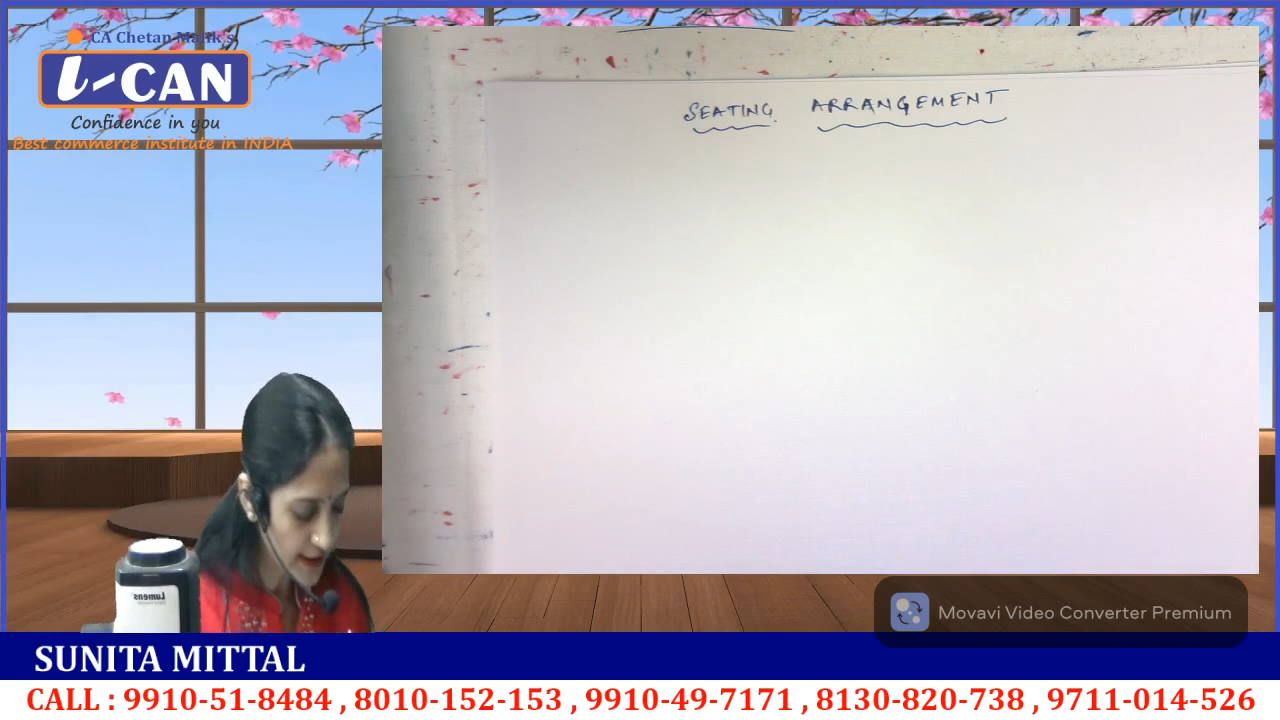 CA Chetan Malik's
i-CAN
Confidence in you
Best commerce institute in INDIA
SEATING ARRANGEMENT
Lumens
Movavi Video Converter Premium
SUNITA MITTAL
CALL : 9910-51-8484 , 8010-152-153 , 9910-49-7171 , 8130-820-738 , 9711-014-526